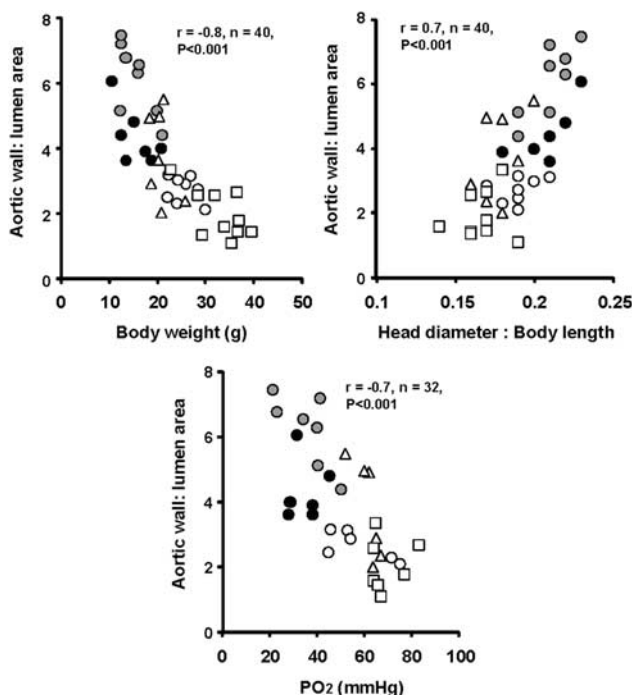 r = -0.8, n = 40,
P<0.001
Aortic wall: lumen area
8
6
4
2
0
0 10 20 30 40 50
Body weight (g)
r = 0.7, n = 40,
P<0.001
Aortic wall: lumen area
8
6
4
2
0
0.1 0.15 0.2 0.25
Head diameter : Body length
r = -0.7, n = 32,
P<0.001
Aortic wall: lumen area
8
6
4
2
0
0 20 40 60 80 100
PO2 (mmHg)